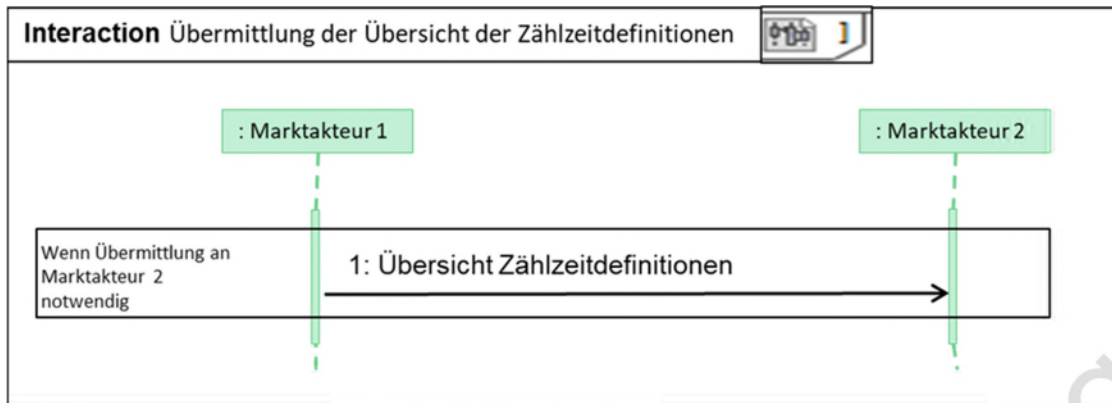 Interaction Übermittlung der Übersicht der Zählzeitdefinitionen
: Marktakteur 1
: Marktakteur 2
Wenn Übermittlung an
Marktakteur 2
notwendig
1: Übersicht Zählzeitdefinitionen